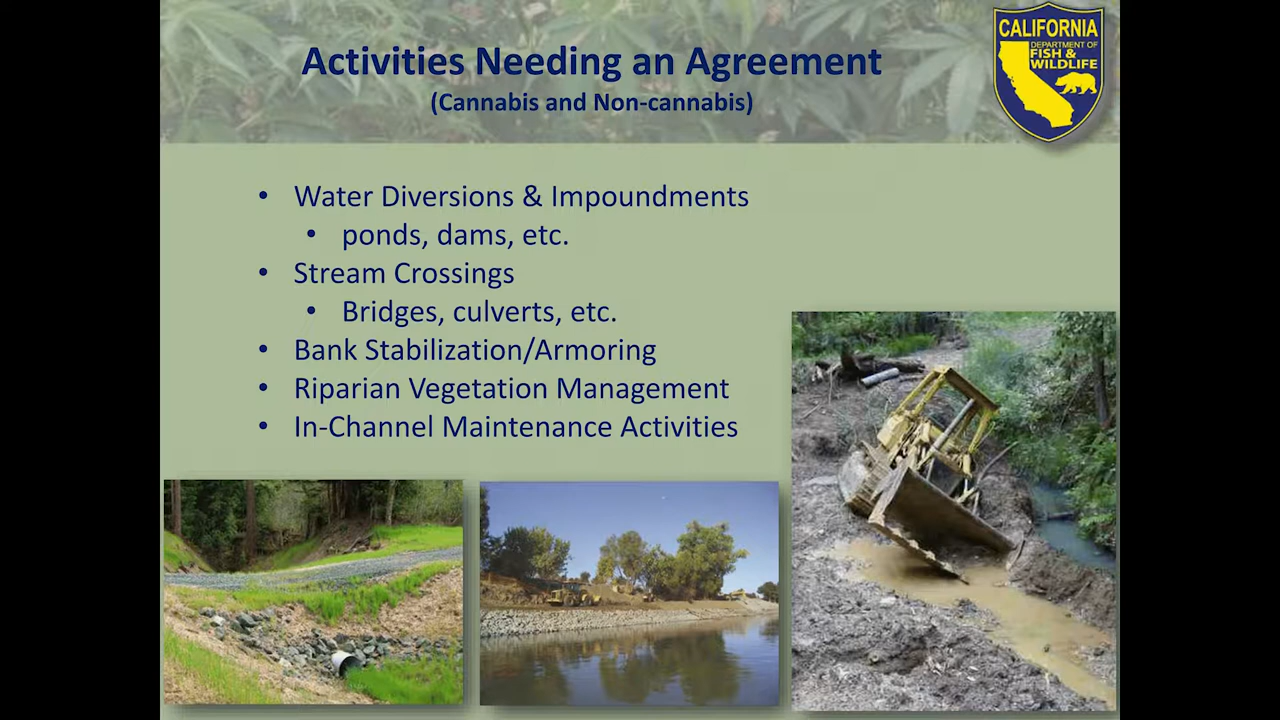 Activities Needing an Agreement
(Cannabis and Non-cannabis)
CALIFORNIA
DEPARTMENT OF
FISH &
WILDLIFE
• Water Diversions & Impoundments
• ponds, dams, etc.
• Stream Crossings
• Bridges, culverts, etc.
• Bank Stabilization/Armoring
• Riparian Vegetation Management
• In-Channel Maintenance Activities